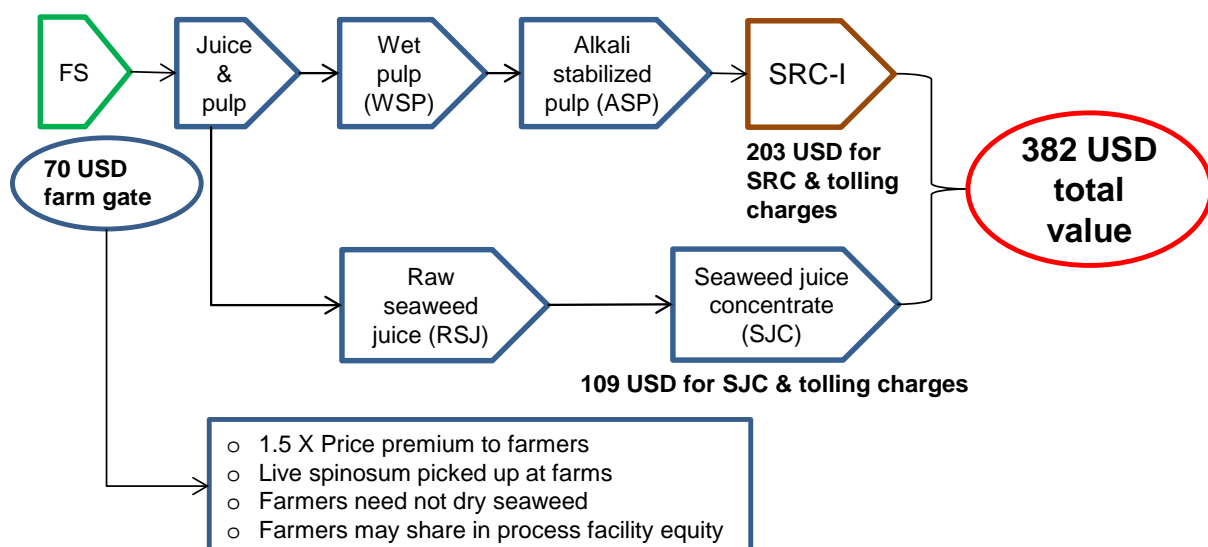 FS
Juice
&
pulp
Wet
pulp
(WSP)
Alkali
stabilized
pulp (ASP)
SRC-I
70 USD
farm gate
203 USD for
SRC & tolling
charges
382 USD
total
value
Raw
seaweed
juice (RSJ)
Seaweed juice
concentrate
(SJC)
109 USD for SJC & tolling charges
o 1.5 X Price premium to farmers
o Live spinosum picked up at farms
o Farmers need not dry seaweed
o Farmers may share in process facility equity